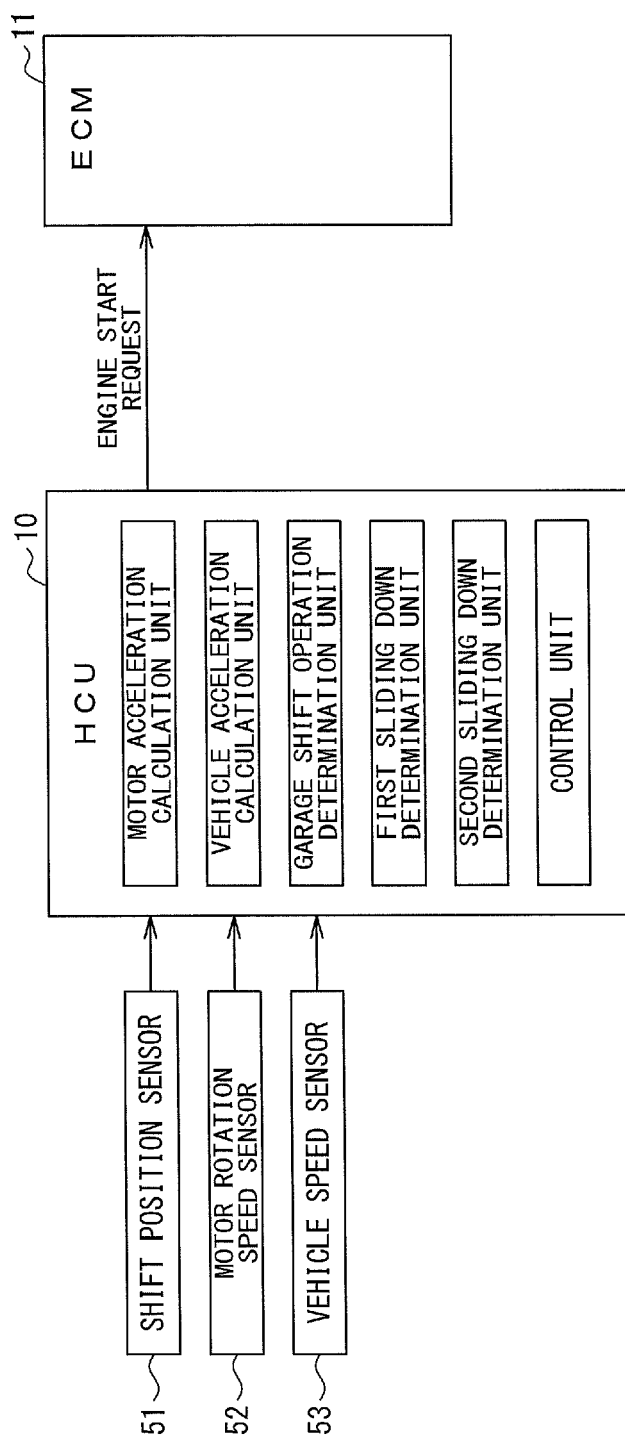 51
SHIFT POSITION SENSOR
52
MOTOR ROTATION
SPEED SENSOR
53
VEHICLE SPEED SENSOR
10
HCU
MOTOR ACCELERATION
CALCULATION UNIT
VEHICLE ACCELERATION
CALCULATION UNIT
GARAGE SHIFT OPERATION
DETERMINATION UNIT
FIRST SLIDING DOWN
DETERMINATION UNIT
SECOND SLIDING DOWN
DETERMINATION UNIT
CONTROL UNIT
ENGINE START
REQUEST
11
ECM